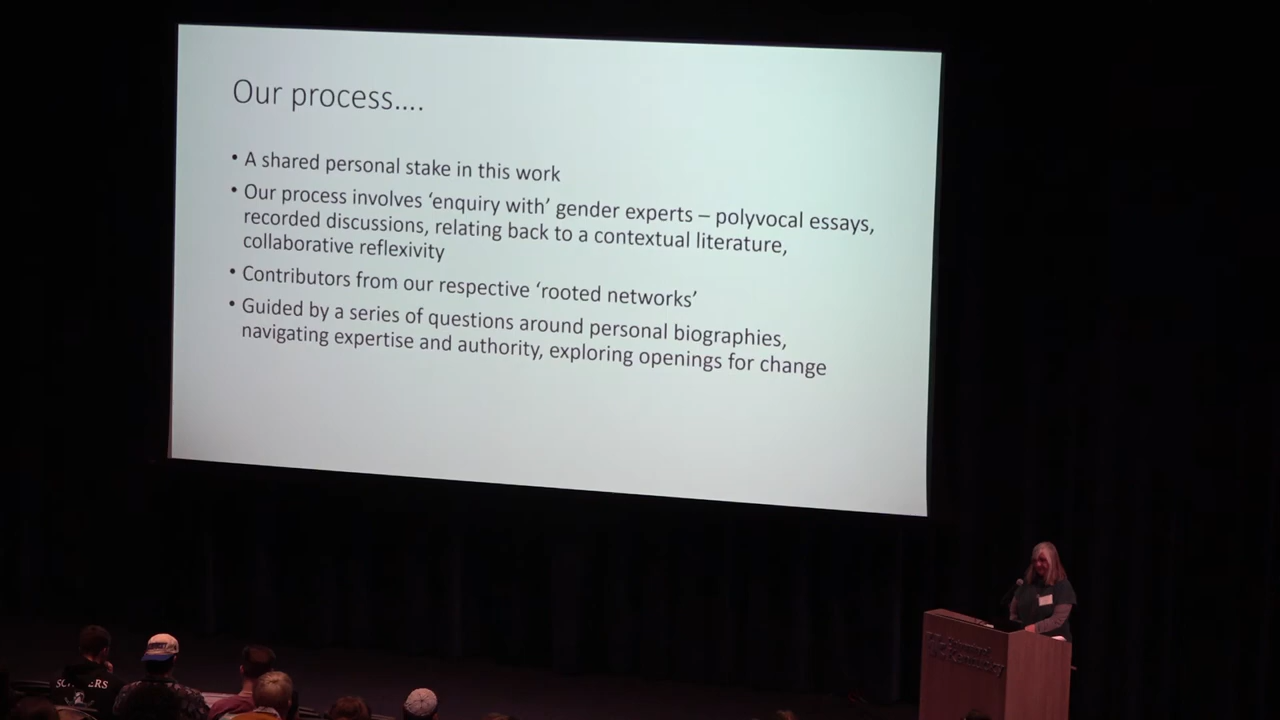 Our process....
• A shared personal stake in this work
• Our process involves ‘enquiry with’ gender experts – polyvocal essays,
recorded discussions, relating back to a contextual literature,
collaborative reflexivity
• Contributors from our respective ‘rooted networks’
• Guided by a series of questions around personal biographies,
navigating expertise and authority, exploring openings for change